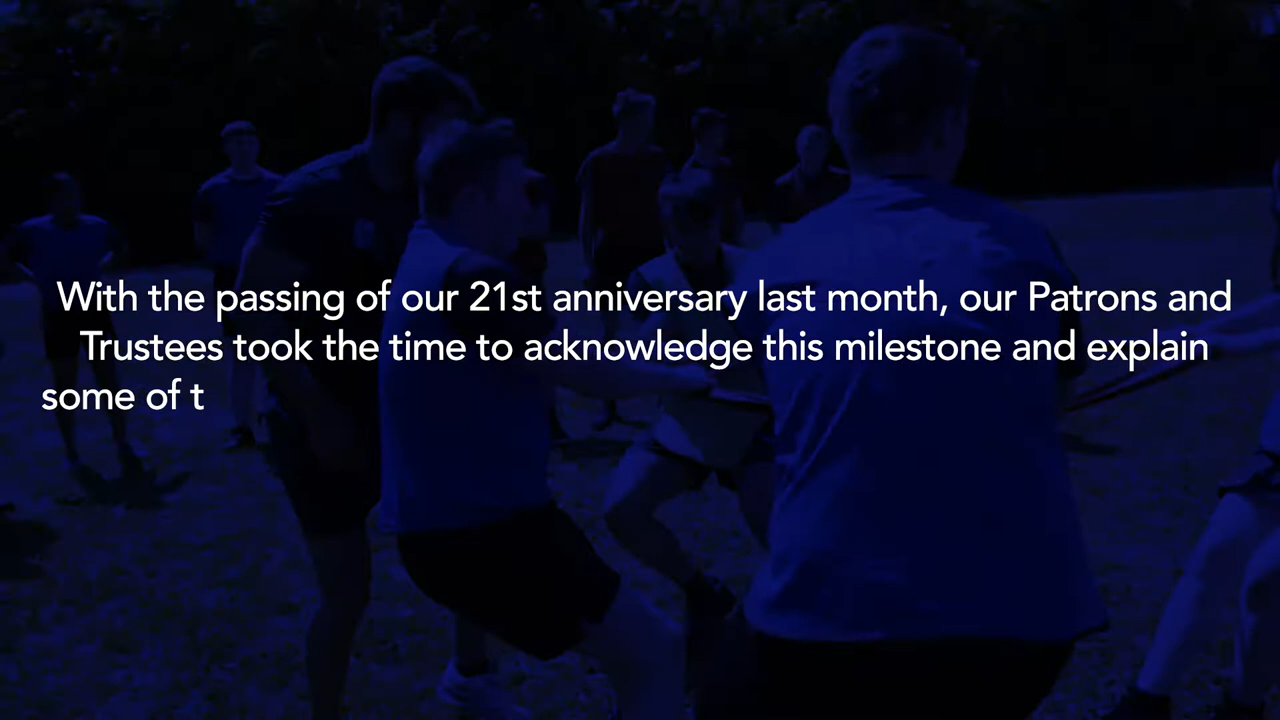 With the passing of our 21st anniversary last month, our Patrons and
Trustees took the time to acknowledge this milestone and explain
some of t